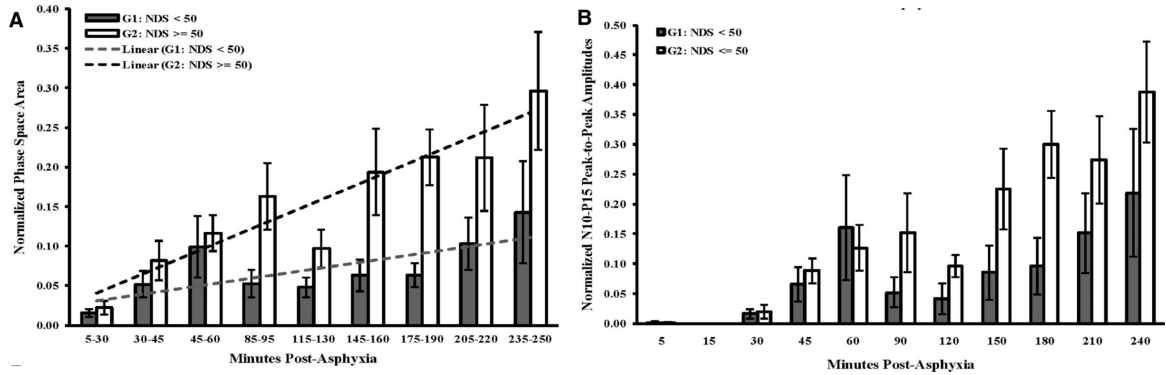 A
G1: NDS < 50
G2: NDS >= 50
Linear (G1: NDS < 50)
Linear (G2: NDS >= 50)
Normalized Phase Space Area
0.40
0.35
0.30
0.25
0.20
0.15
0.10
0.05
0.00
5-30 30-45 45-60 85-95 115-130 145-160 175-190 205-220 235-250
Minutes Post-Asphyxia
B
G1: NDS < 50
G2: NDS <= 50
Normalized N10-P15 Peak-to-Peak Amplitudes
0.50
0.45
0.40
0.35
0.30
0.25
0.20
0.15
0.10
0.05
0.00
5 15 30 45 60 90 120 150 180 210 240
Minutes Post-Asphyxia